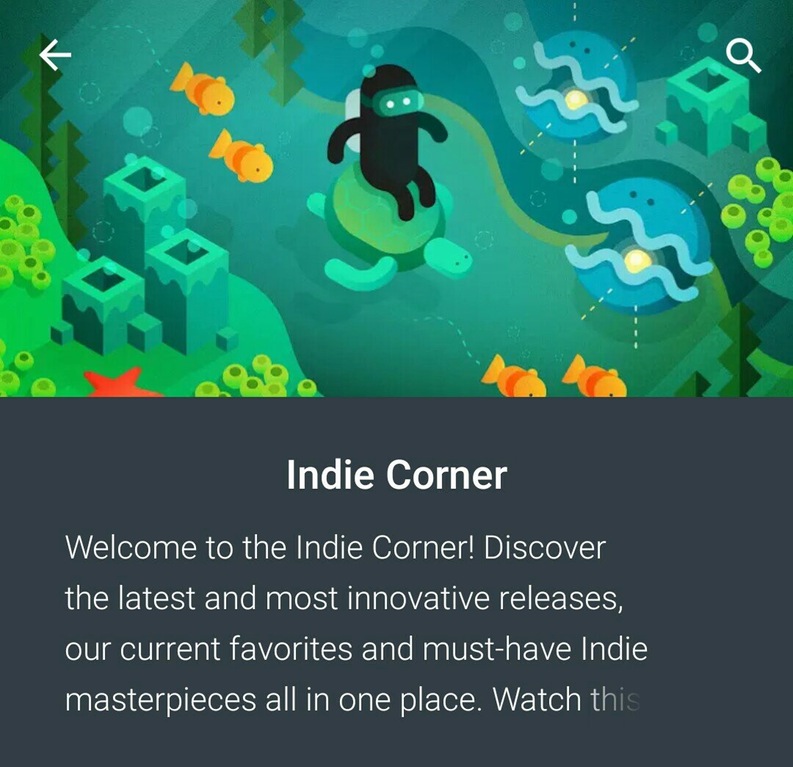 Indie Corner
Welcome to the Indie Corner! Discover
the latest and most innovative releases,
our current favorites and must-have Indie
masterpieces all in one place. Watch this